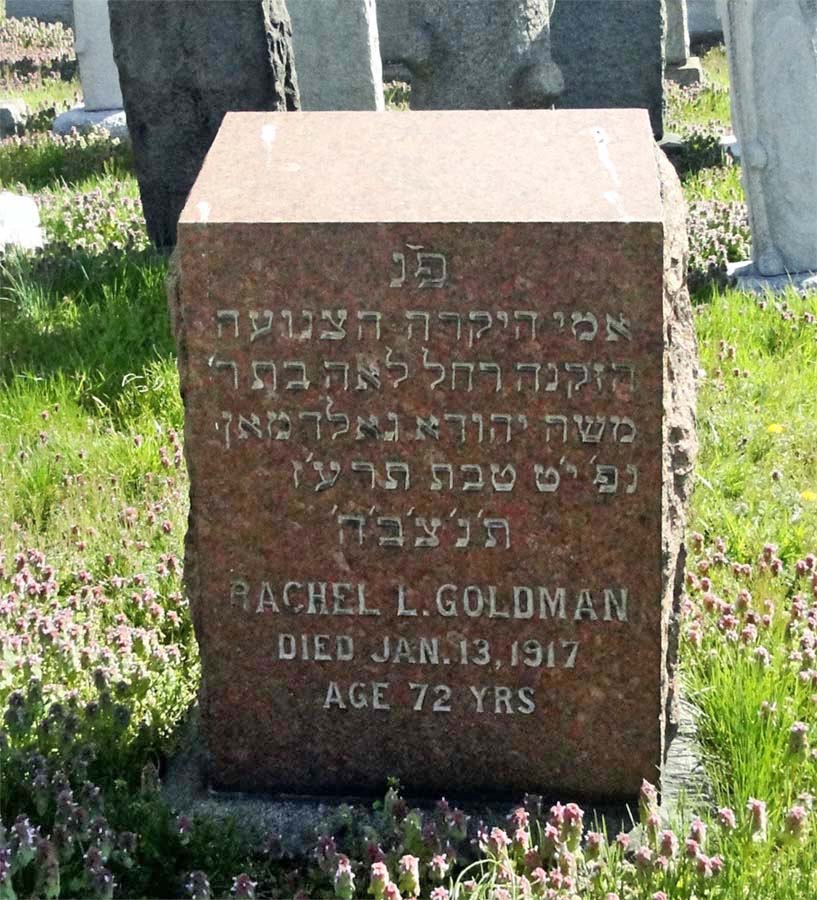 פ״נ
אמי היקרה הצנועה
הזקנה רחל לאה בת ר׳
משה יהודא גאלדמאן
נפ׳ י״ט טבת תרע״ז
ת׳נ׳צ׳ב׳ה׳
RACHEL L. GOLDMAN
DIED JAN. 13, 1917
AGE 72 YRS